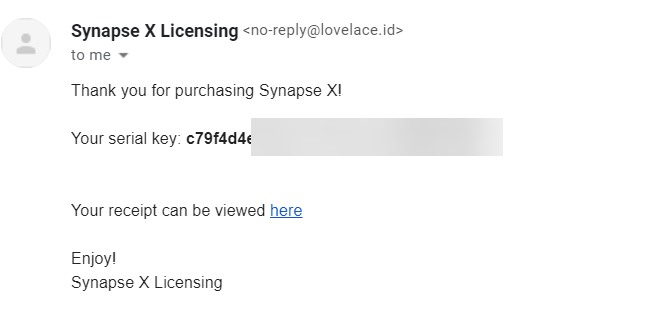 Synapse X Licensing <no-reply@lovelace.id>
to me
Thank you for purchasing Synapse X!
Your serial key: c79f4d4e
Your receipt can be viewed here
Enjoy!
Synapse X Licensing